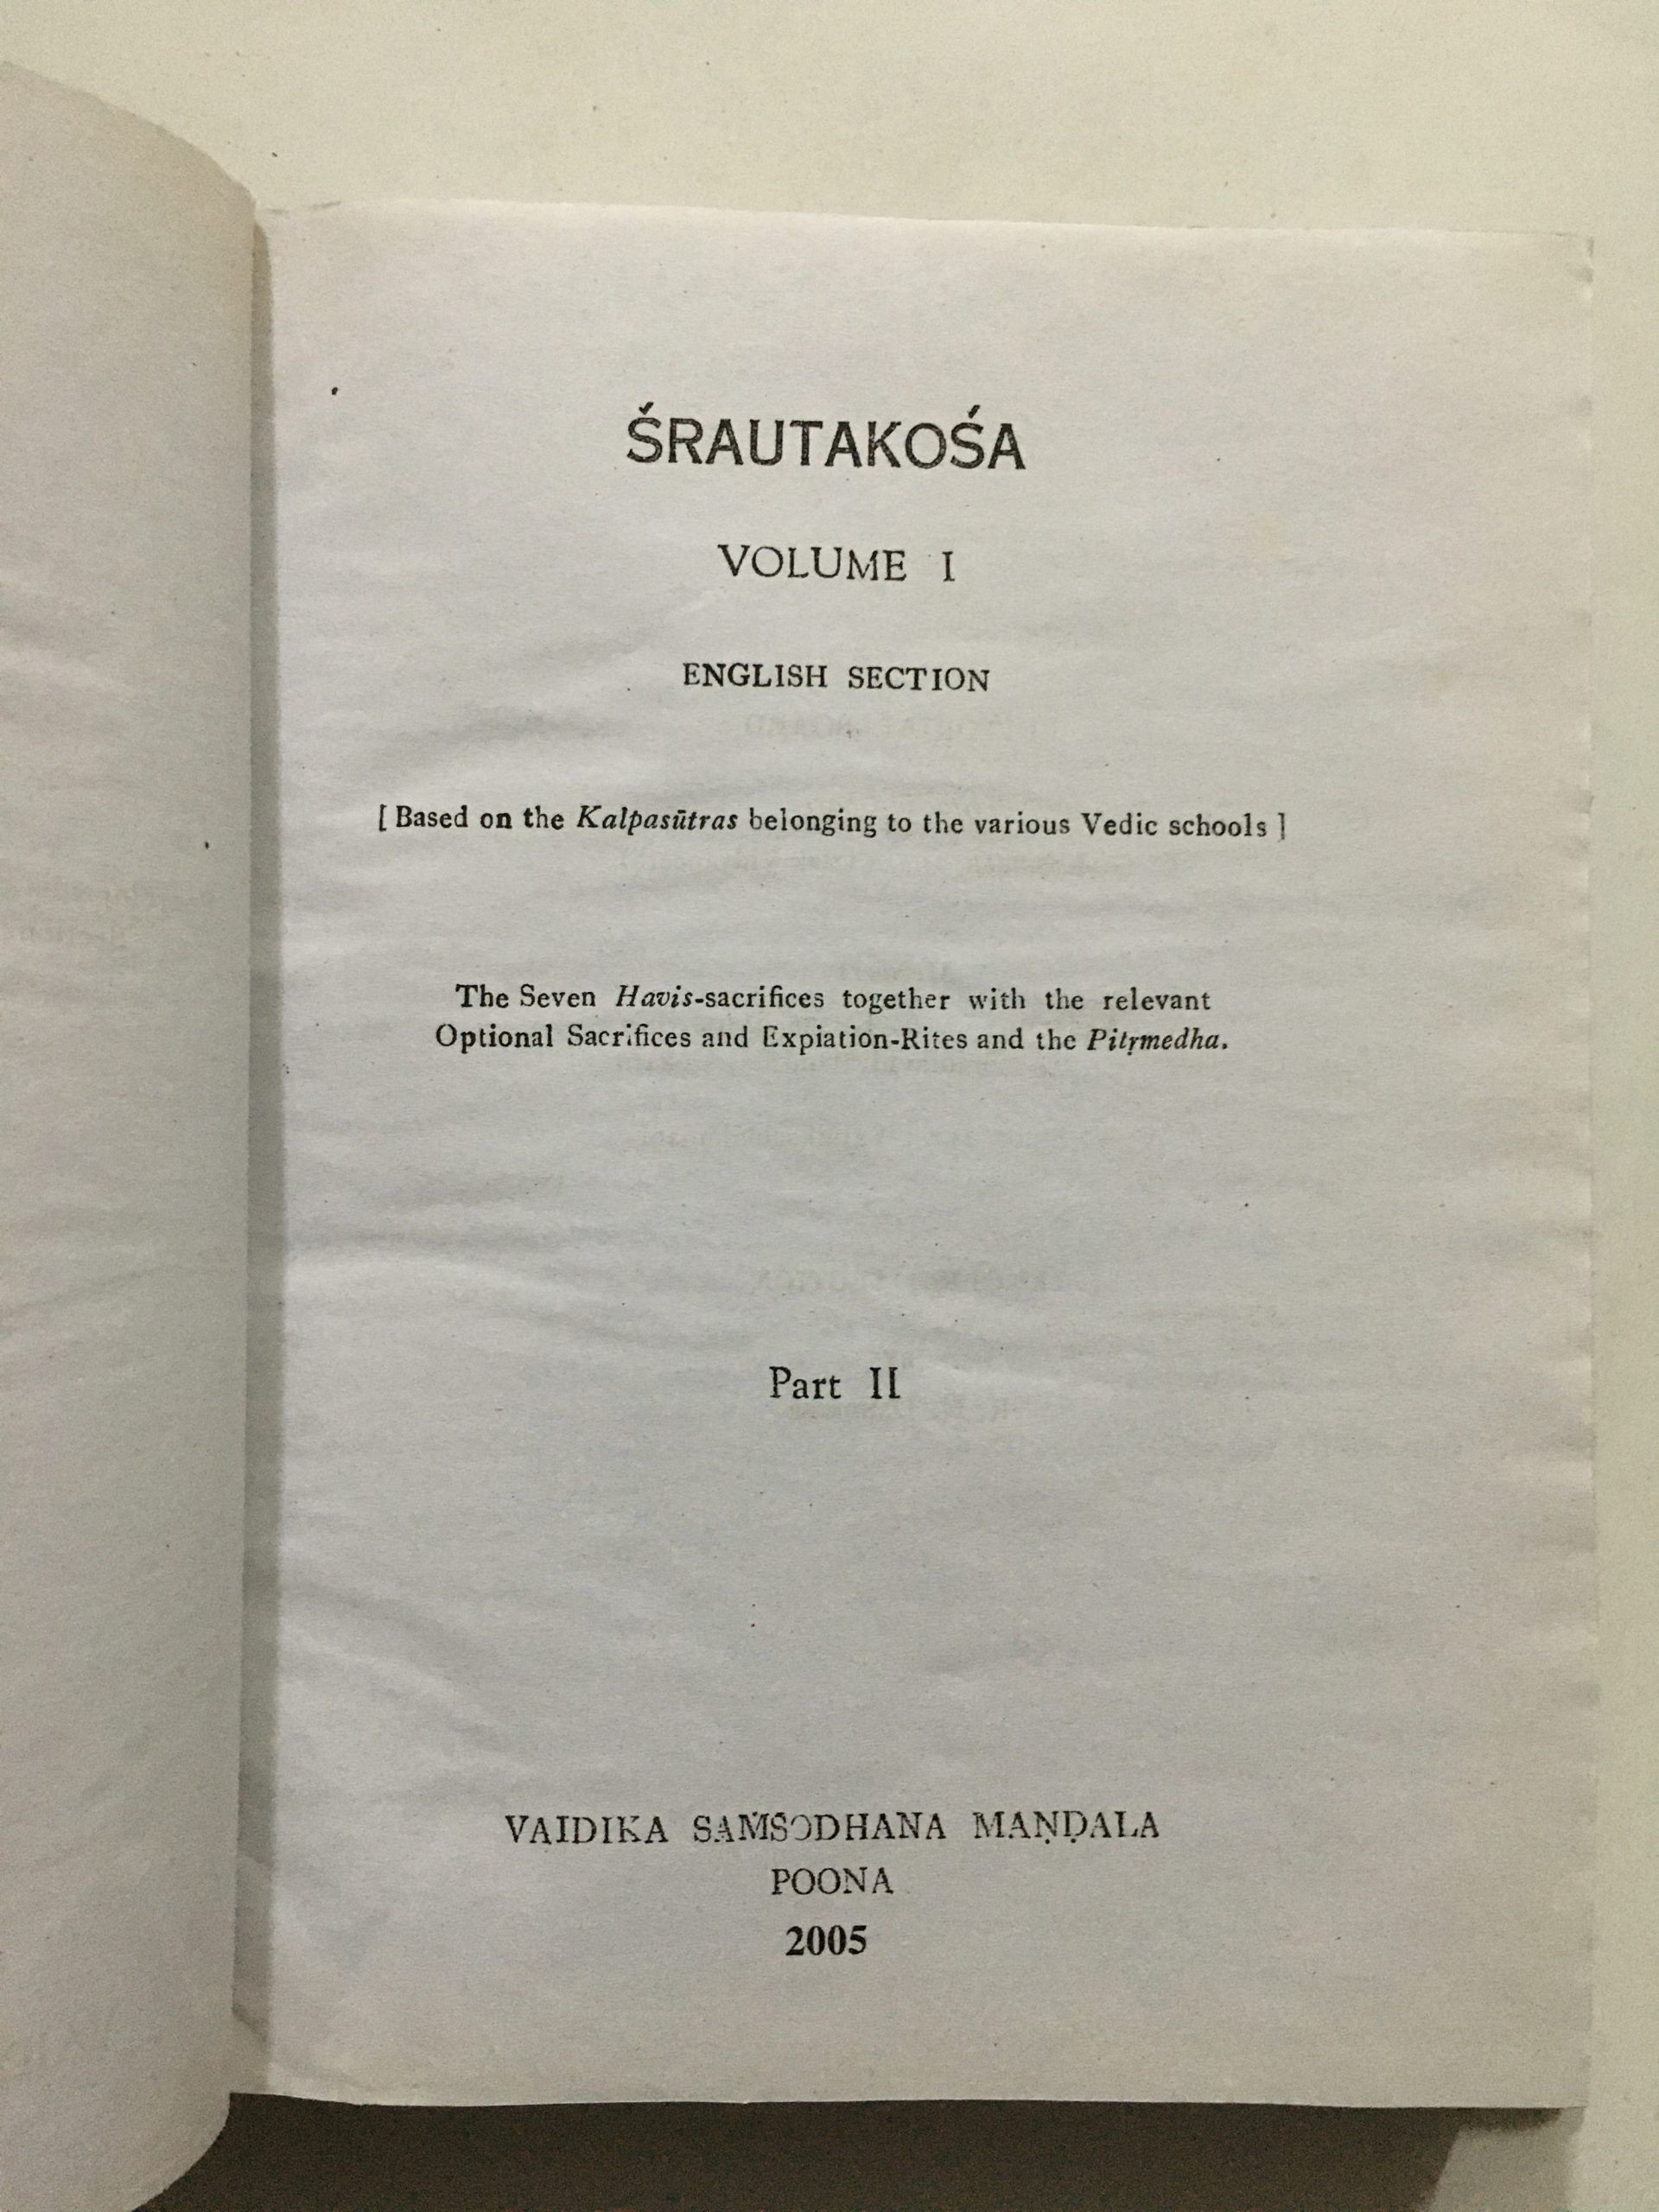 ŚRAUTAKOŚA
VOLUME I
ENGLISH SECTION
[ Based on the Kalpasūtras belonging to the various Vedic schools ]
The Seven Havis-sacrifices together with the relevant
Optional Sacrifices and Expiation-Rites and the Pitṛmedha.
Part II
VAIDIKA SAṀŚODHANA MAṆḌALA
POONA
2005